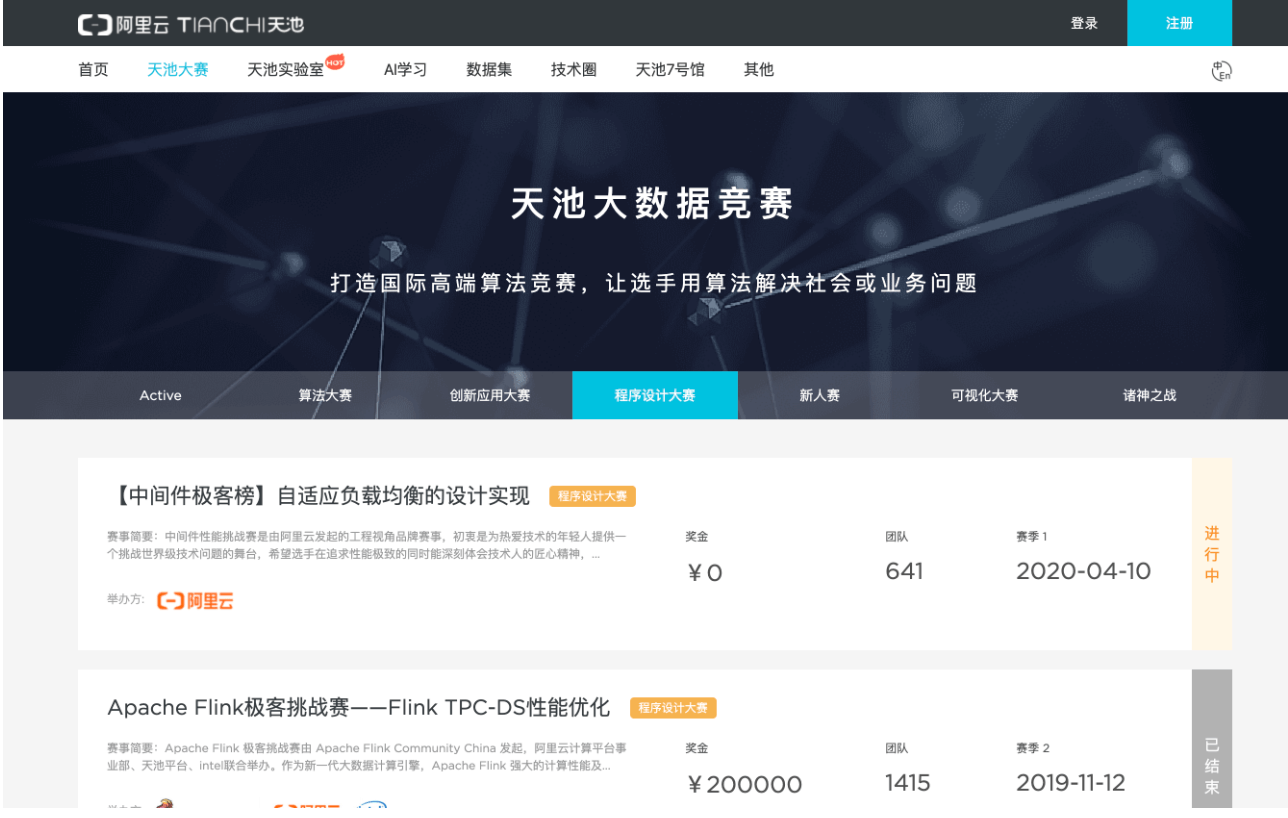 阿里云 TIANCHI天池
登录 注册
首页 天池大赛 天池实验室 HOT AI学习 数据集 技术圈 天池7号馆 其他 中 En
天池大数据竞赛
打造国际高端算法竞赛，让选手用算法解决社会或业务问题
Active 算法大赛 创新应用大赛 程序设计大赛 新人赛 可视化大赛 诸神之战
【中间件极客榜】自适应负载均衡的设计实现 程序设计大赛
赛事简要：中间件性能挑战赛是由阿里云发起的工程视角品牌赛事，初衷是为热爱技术的年轻人提供一
个挑战世界级技术问题的舞台，希望选手在追求性能极致的同时能深刻体会技术人的匠心精神，...
举办方: 阿里云
奖金 团队 赛季 1
￥0 641 2020-04-10
进行中
Apache Flink极客挑战赛——Flink TPC-DS性能优化 程序设计大赛
赛事简要：Apache Flink 极客挑战赛由 Apache Flink Community China 发起，阿里云计算平台事
业部、天池平台、intel联合举办。作为新一代大数据计算引擎，Apache Flink 强大的计算性能及...
奖金 团队 赛季 2
￥200000 1415 2019-11-12
已结束